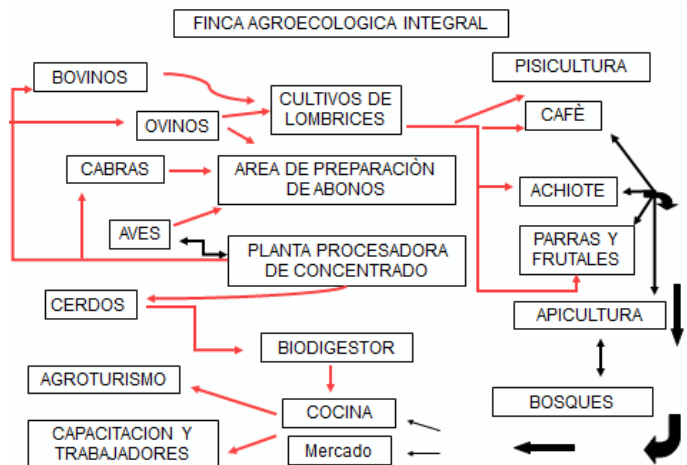 FINCA AGROECOLOGICA INTEGRAL
BOVINOS
PISICULTURA
CULTIVOS DE
LOMBRICES
CAFÈ
OVINOS
CABRAS
AREA DE PREPARACIÒN
DE ABONOS
ACHIOTE
AVES
PARRAS Y
FRUTALES
PLANTA PROCESADORA
DE CONCENTRADO
CERDOS
APICULTURA
BIODIGESTOR
AGROTURISMO
BOSQUES
COCINA
CAPACITACION Y
TRABAJADORES
Mercado